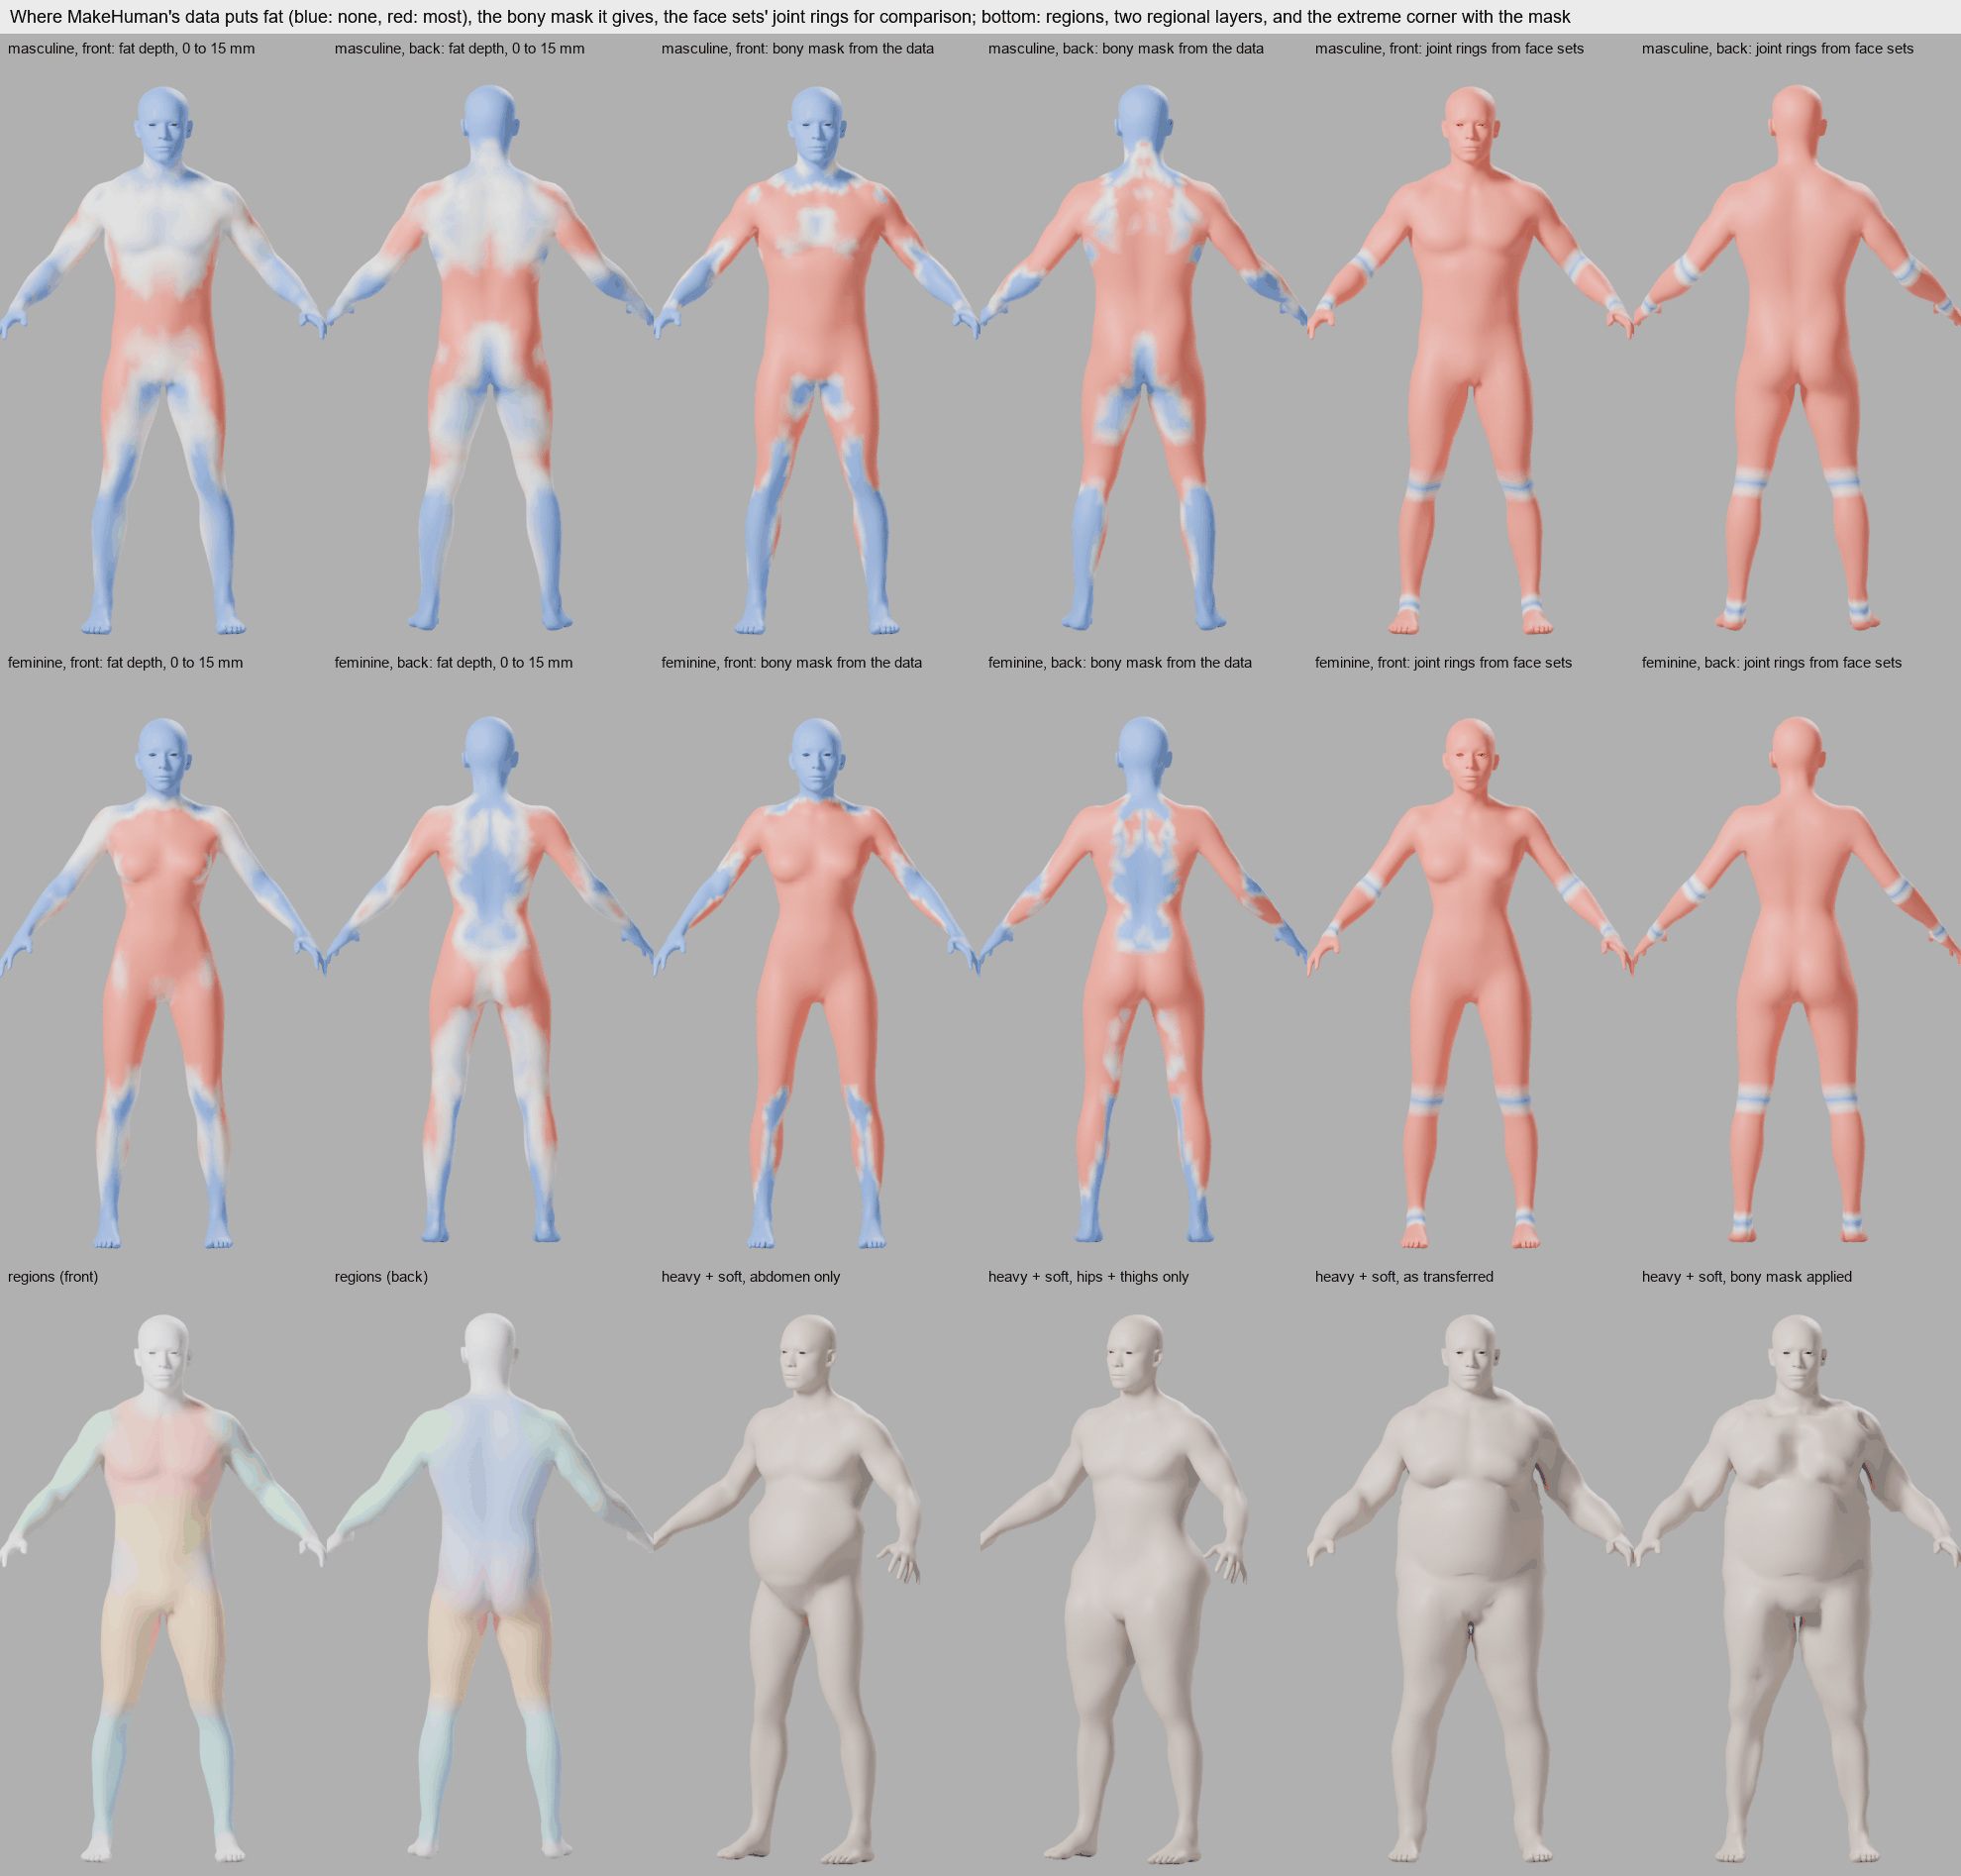 Where MakeHuman's data puts fat (blue: none, red: most), the bony mask it gives, the face sets' joint rings for comparison; bottom: regions, two regional layers, and the extreme corner with the mask
masculine, front: fat depth, 0 to 15 mm
masculine, back: fat depth, 0 to 15 mm
masculine, front: bony mask from the data
masculine, back: bony mask from the data
masculine, front: joint rings from face sets
masculine, back: joint rings from face sets
feminine, front: fat depth, 0 to 15 mm
feminine, back: fat depth, 0 to 15 mm
feminine, front: bony mask from the data
feminine, back: bony mask from the data
feminine, front: joint rings from face sets
feminine, back: joint rings from face sets
regions (front)
regions (back)
heavy + soft, abdomen only
heavy + soft, hips + thighs only
heavy + soft, as transferred
heavy + soft, bony mask applied